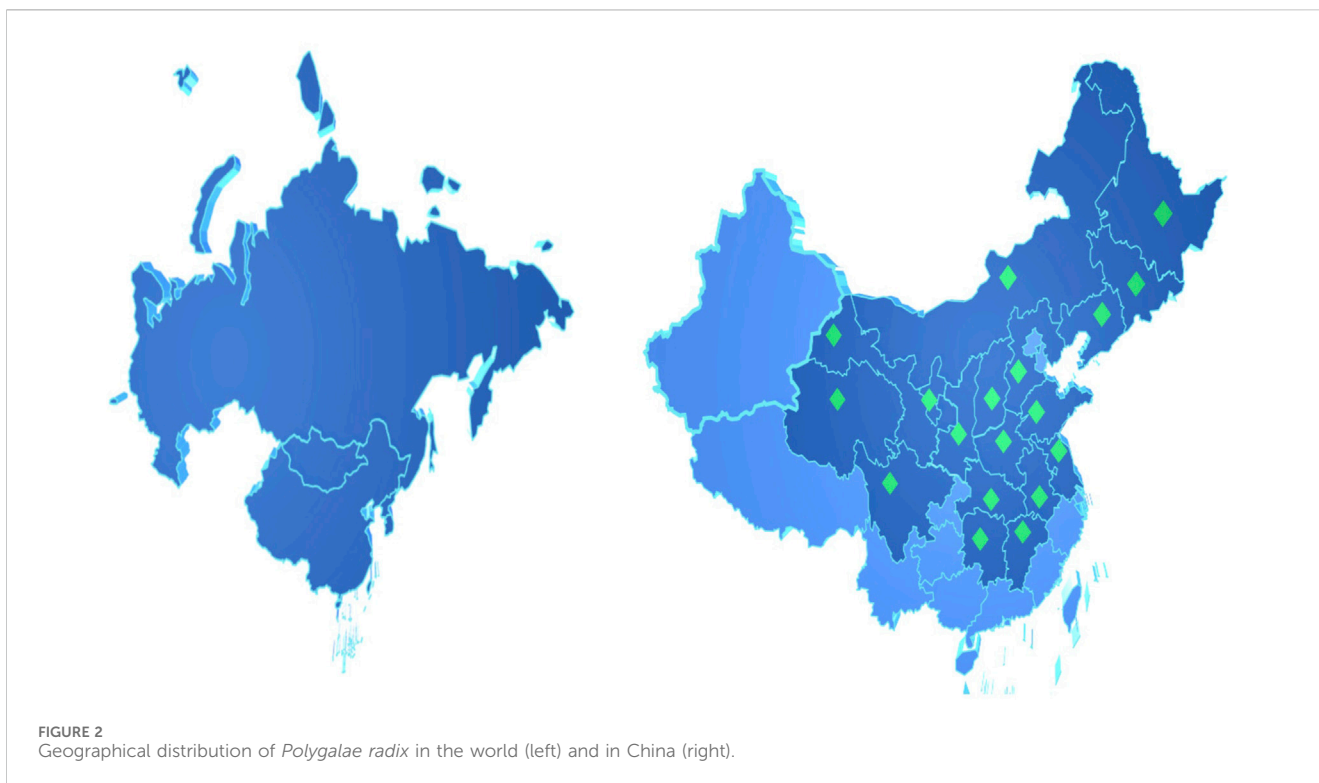 FIGURE 2
Geographical distribution of Polygalae radix in the world (left) and in China (right).